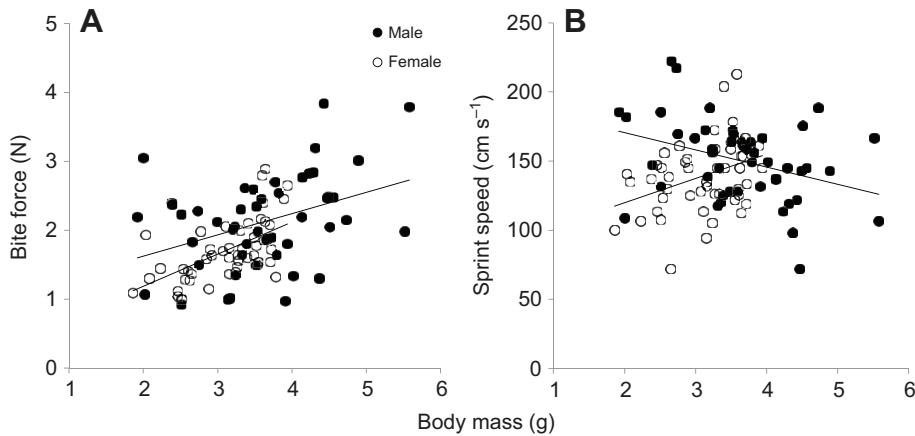 A
B
Male
Female
5
4
3
2
1
0
Bite force (N)
1 2 3 4 5 6
250
200
150
100
50
0
Sprint speed (cm s⁻¹)
1 2 3 4 5 6
Body mass (g)